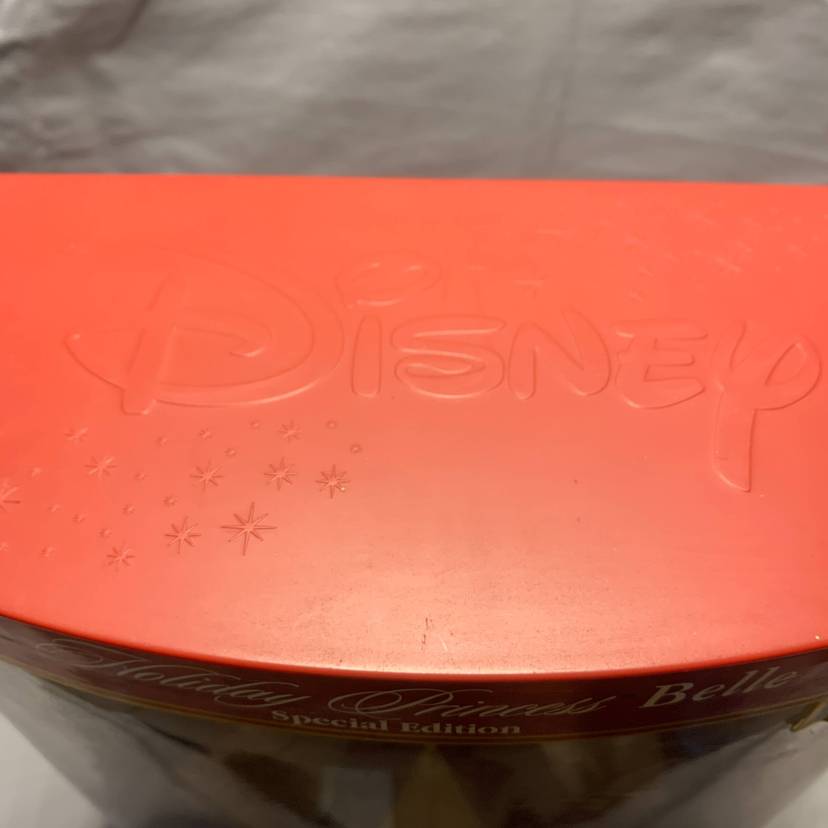 Disney
Holiday Princess Belle
Special Edition